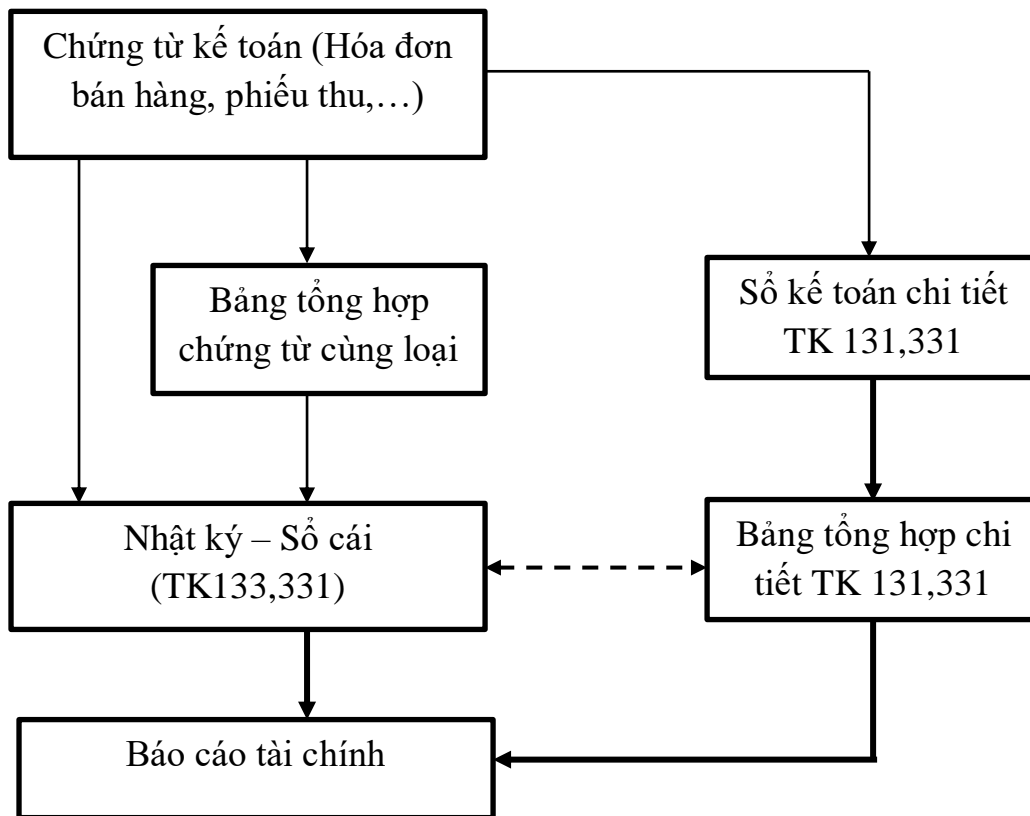 Chứng từ kế toán (Hóa đơn
bán hàng, phiếu thu,…)
Bảng tổng hợp
chứng từ cùng loại
Sổ kế toán chi tiết
TK 131,331
Nhật ký – Sổ cái
(TK133,331)
Bảng tổng hợp chi
tiết TK 131,331
Báo cáo tài chính